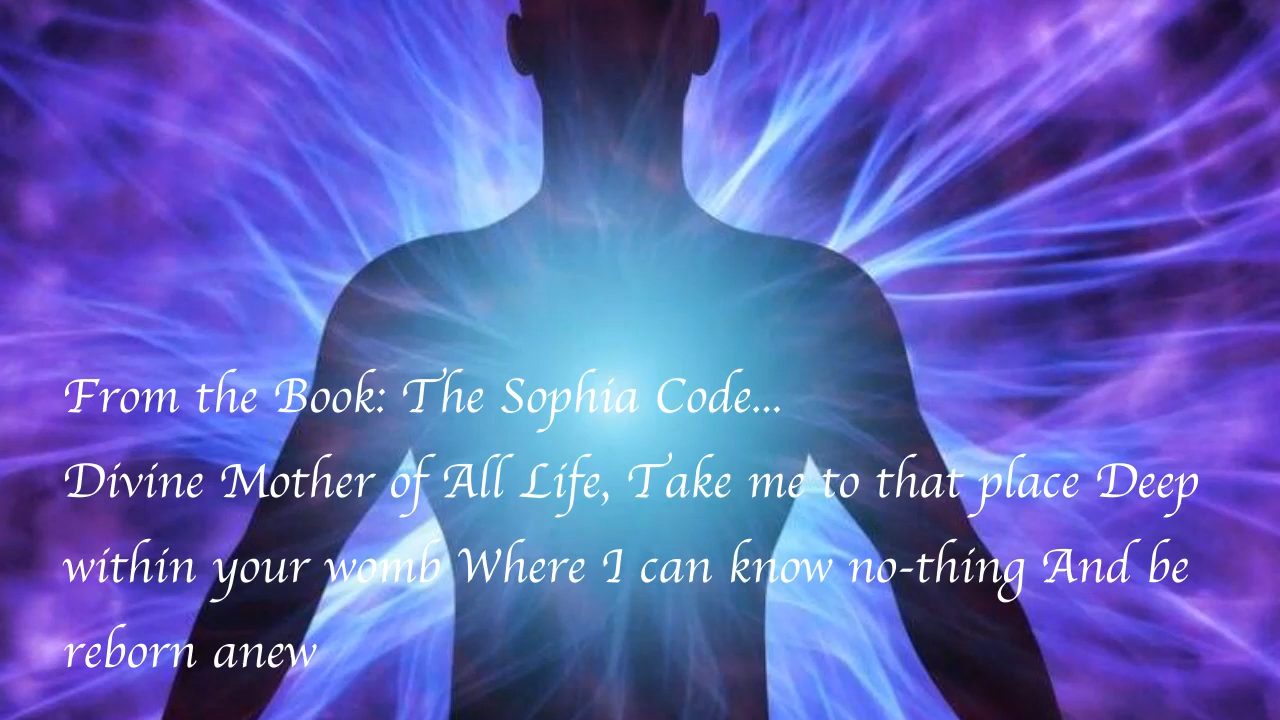 From the Book: The Sophia Code...
Divine Mother of All Life, Take me to that place Deep
within your womb Where I can know no-thing And be
reborn anew